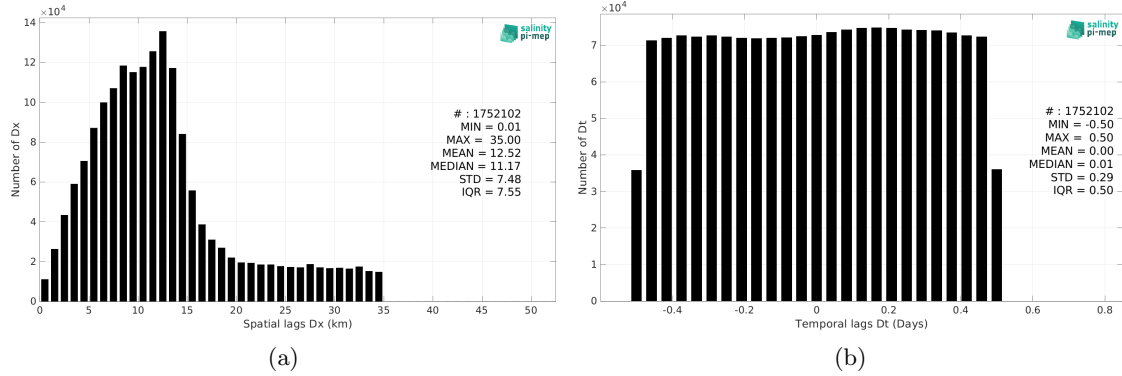 ×10^4
14
12
10
8
6
4
2
0
Number of Dx
salinity
pi-mep
# : 1752102
MIN = 0.01
MAX = 35.00
MEAN = 12.52
MEDIAN = 11.17
STD = 7.48
IQR = 7.55
0 5 10 15 20 25 30 35 40 45 50
Spatial lags Dx (km)
(a)
×10^4
7
6
5
4
3
2
1
0
Number of Dt
salinity
pi-mep
# : 1752102
MIN = -0.50
MAX = 0.50
MEAN = 0.00
MEDIAN = 0.01
STD = 0.29
IQR = 0.50
-0.4 -0.2 0 0.2 0.4 0.6 0.8
Temporal lags Dt (Days)
(b)